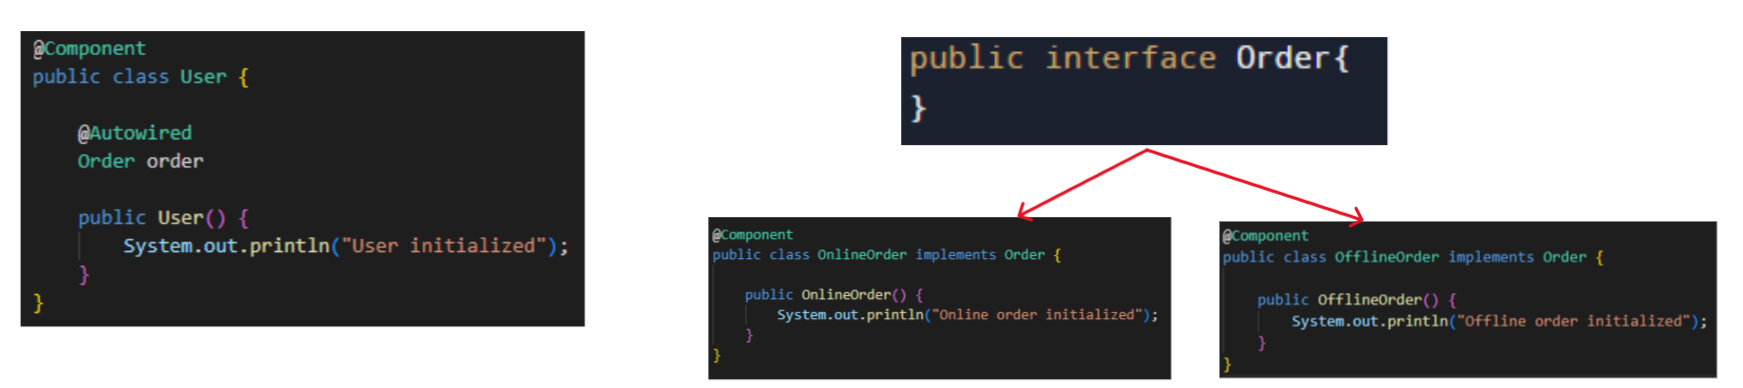 @Component
public class User {
@Autowired
Order order
public User() {
System.out.println("User initialized");
}
}
public interface Order{
}
@Component
public class OnlineOrder implements Order {
public OnlineOrder() {
System.out.println("Online order initialized");
}
}
@Component
public class OfflineOrder implements Order {
public OfflineOrder() {
System.out.println("Offline order initialized");
}
}